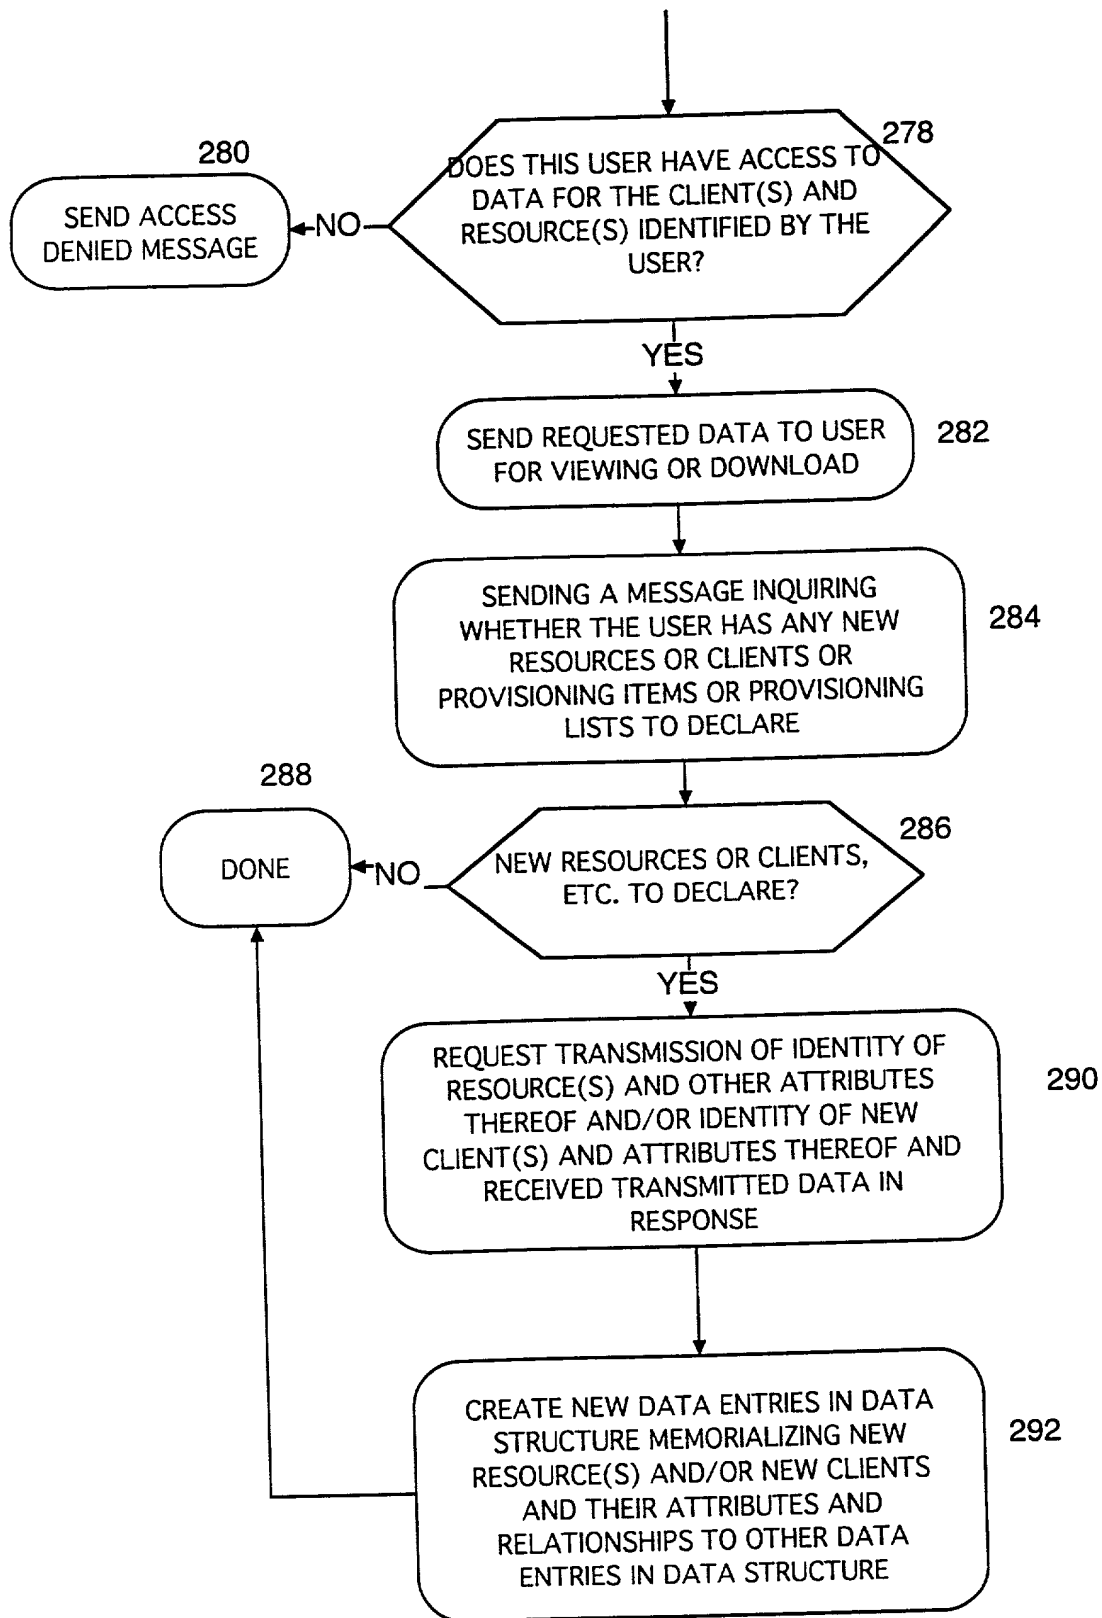 278
DOES THIS USER HAVE ACCESS TO
DATA FOR THE CLIENT(S) AND
RESOURCE(S) IDENTIFIED BY THE
USER?
280
SEND ACCESS
DENIED MESSAGE
NO
YES
SEND REQUESTED DATA TO USER
FOR VIEWING OR DOWNLOAD
282
SENDING A MESSAGE INQUIRING
WHETHER THE USER HAS ANY NEW
RESOURCES OR CLIENTS OR
PROVISIONING ITEMS OR PROVISIONING
LISTS TO DECLARE
284
286
NEW RESOURCES OR CLIENTS,
ETC. TO DECLARE?
288
DONE
NO
YES
REQUEST TRANSMISSION OF IDENTITY OF
RESOURCE(S) AND OTHER ATTRIBUTES
THEREOF AND/OR IDENTITY OF NEW
CLIENT(S) AND ATTRIBUTES THEREOF AND
RECEIVED TRANSMITTED DATA IN
RESPONSE
290
CREATE NEW DATA ENTRIES IN DATA
STRUCTURE MEMORIALIZING NEW
RESOURCE(S) AND/OR NEW CLIENTS
AND THEIR ATTRIBUTES AND
RELATIONSHIPS TO OTHER DATA
ENTRIES IN DATA STRUCTURE
292